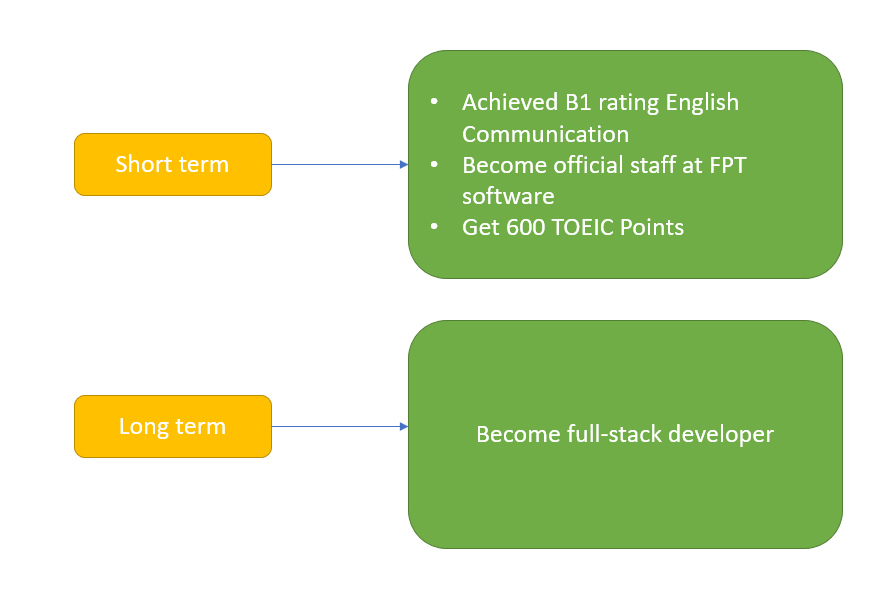 Short term
• Achieved B1 rating English
Communication
• Become official staff at FPT
software
• Get 600 TOEIC Points
Long term
Become full-stack developer